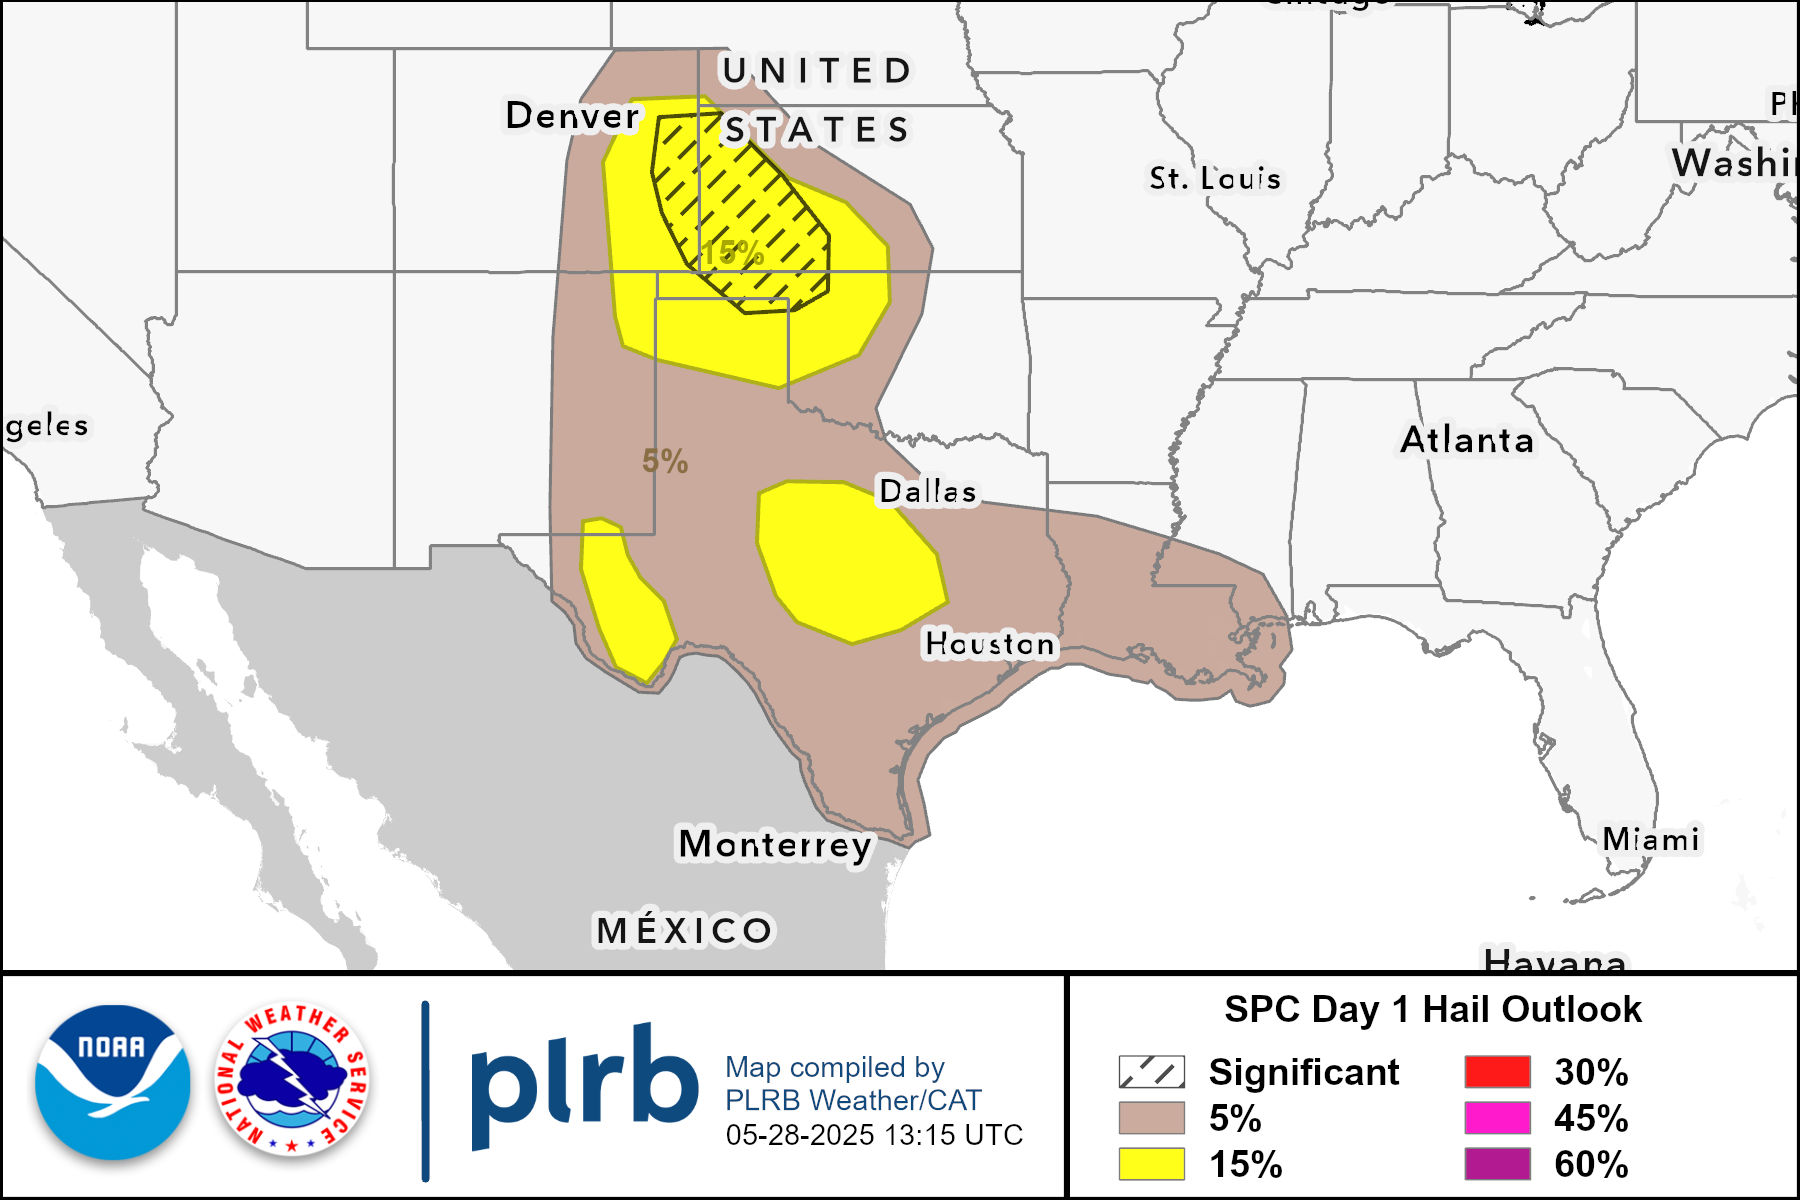 UNITED
STATES
Denver
St. Louis
Washi
15%
geles
5%
Atlanta
Dallas
Houston
Monterrey
Miami
MÉXICO
Havana
NOAA
NATIONAL WEATHER SERVICE
plrb
Map compiled by
PLRB Weather/CAT
05-28-2025 13:15 UTC
SPC Day 1 Hail Outlook
Significant
5%
15%
30%
45%
60%